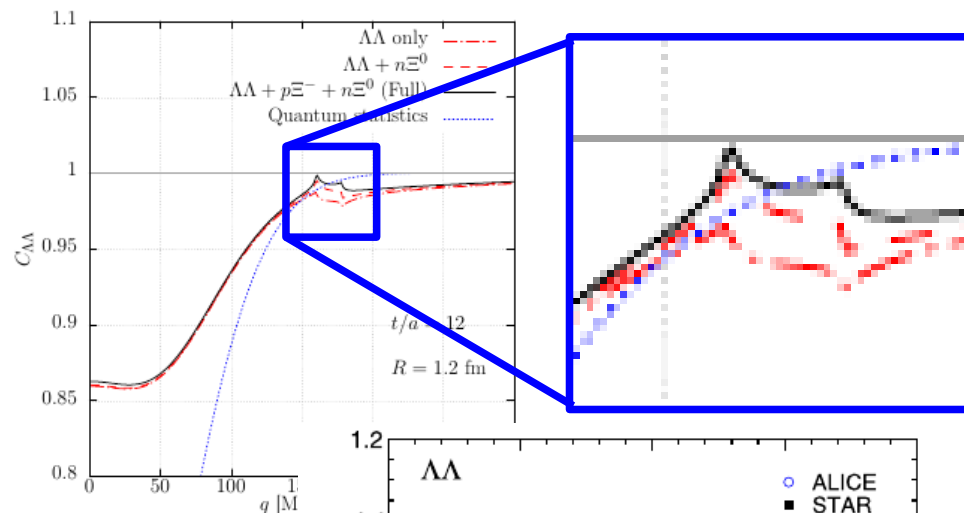 1.1
1.05
1
0.95
0.9
0.85
0.8
C_ΛΛ
ΛΛ only
ΛΛ + nΞ⁰
ΛΛ + pΞ⁻ + nΞ⁰ (Full)
Quantum statistics
R = 1.2 fm
0 50 100
1.2
ΛΛ
ALICE
STAR